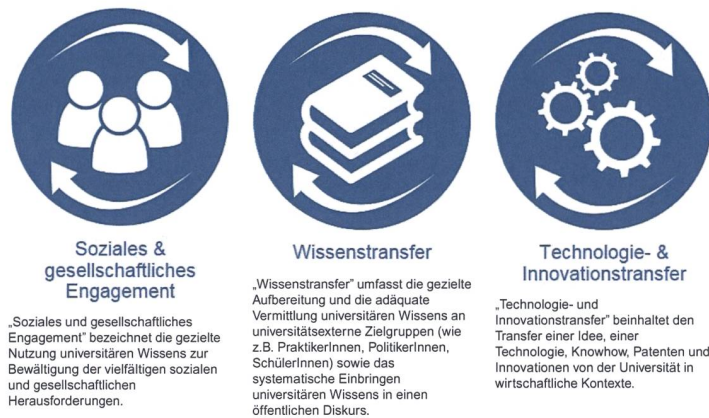 Soziales &
gesellschaftliches
Engagement
„Soziales und gesellschaftliches
Engagement" bezeichnet die gezielte
Nutzung universitären Wissens zur
Bewältigung der vielfältigen sozialen
und gesellschaftlichen
Herausforderungen.
Wissenstransfer
„Wissenstransfer" umfasst die gezielte
Aufbereitung und die adäquate
Vermittlung universitären Wissens an
universitätsexterne Zielgruppen (wie
z.B. PraktikerInnen, PolitikerInnen,
SchülerInnen) sowie das
systematische Einbringen
universitären Wissens in einen
öffentlichen Diskurs.
Technologie- &
Innovationstransfer
„Technologie- und
Innovationstransfer" beinhaltet den
Transfer einer Idee, einer
Technologie, Knowhow, Patenten und
Innovationen von der Universität in
wirtschaftliche Kontexte.